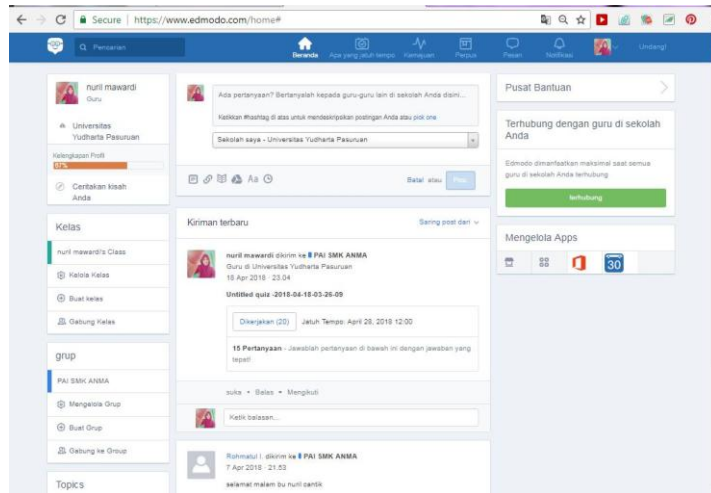 Secure | https://www.edmodo.com/home#
Pencarian
Beranda
Apa yang jatuh tempo
Kemajuan
Perpus
Pesan
Notifikasi
Undang!
nuril mawardi
Guru
Universitas
Yudharta Pasuruan
Kelengkapan Profil
67%
Ceritakan kisah
Anda
Kelas
nuril mawardi's Class
Kelola Kelas
Buat kelas
Gabung Kelas
grup
PAI SMK ANMA
Mengelola Grup
Buat Grup
Gabung ke Group
Topics
Ada pertanyaan? Bertanyalah kepada guru-guru lain di sekolah Anda disini...
Ketikkan #hashtag di atas untuk mendeskripsikan postingan Anda atau pick one
Sekolah saya - Universitas Yudharta Pasuruan
Aa
Batal atau
Kiriman terbaru
Saring post dari
nuril mawardi dikirim ke PAI SMK ANMA
Guru di Universitas Yudharta Pasuruan
18 Apr 2018 · 23.04
Untitled quiz -2018-04-18-03-26-09
Dikerjakan (20) Jatuh Tempo: April 28, 2018 12:00
15 Pertanyaan - Jawablah pertanyaan di bawah ini dengan jawaban yang
tepat!
suka • Balas • Mengikuti
Ketik balasan...
Rohmatul I. dikirim ke PAI SMK ANMA
7 Apr 2018 · 21.53
selamat malam bu nuril cantik
Pusat Bantuan
Terhubung dengan guru di sekolah
Anda
Edmodo dimanfaatkan maksimal saat semua
guru di sekolah Anda terhubung
terhubung
Mengelola Apps
30